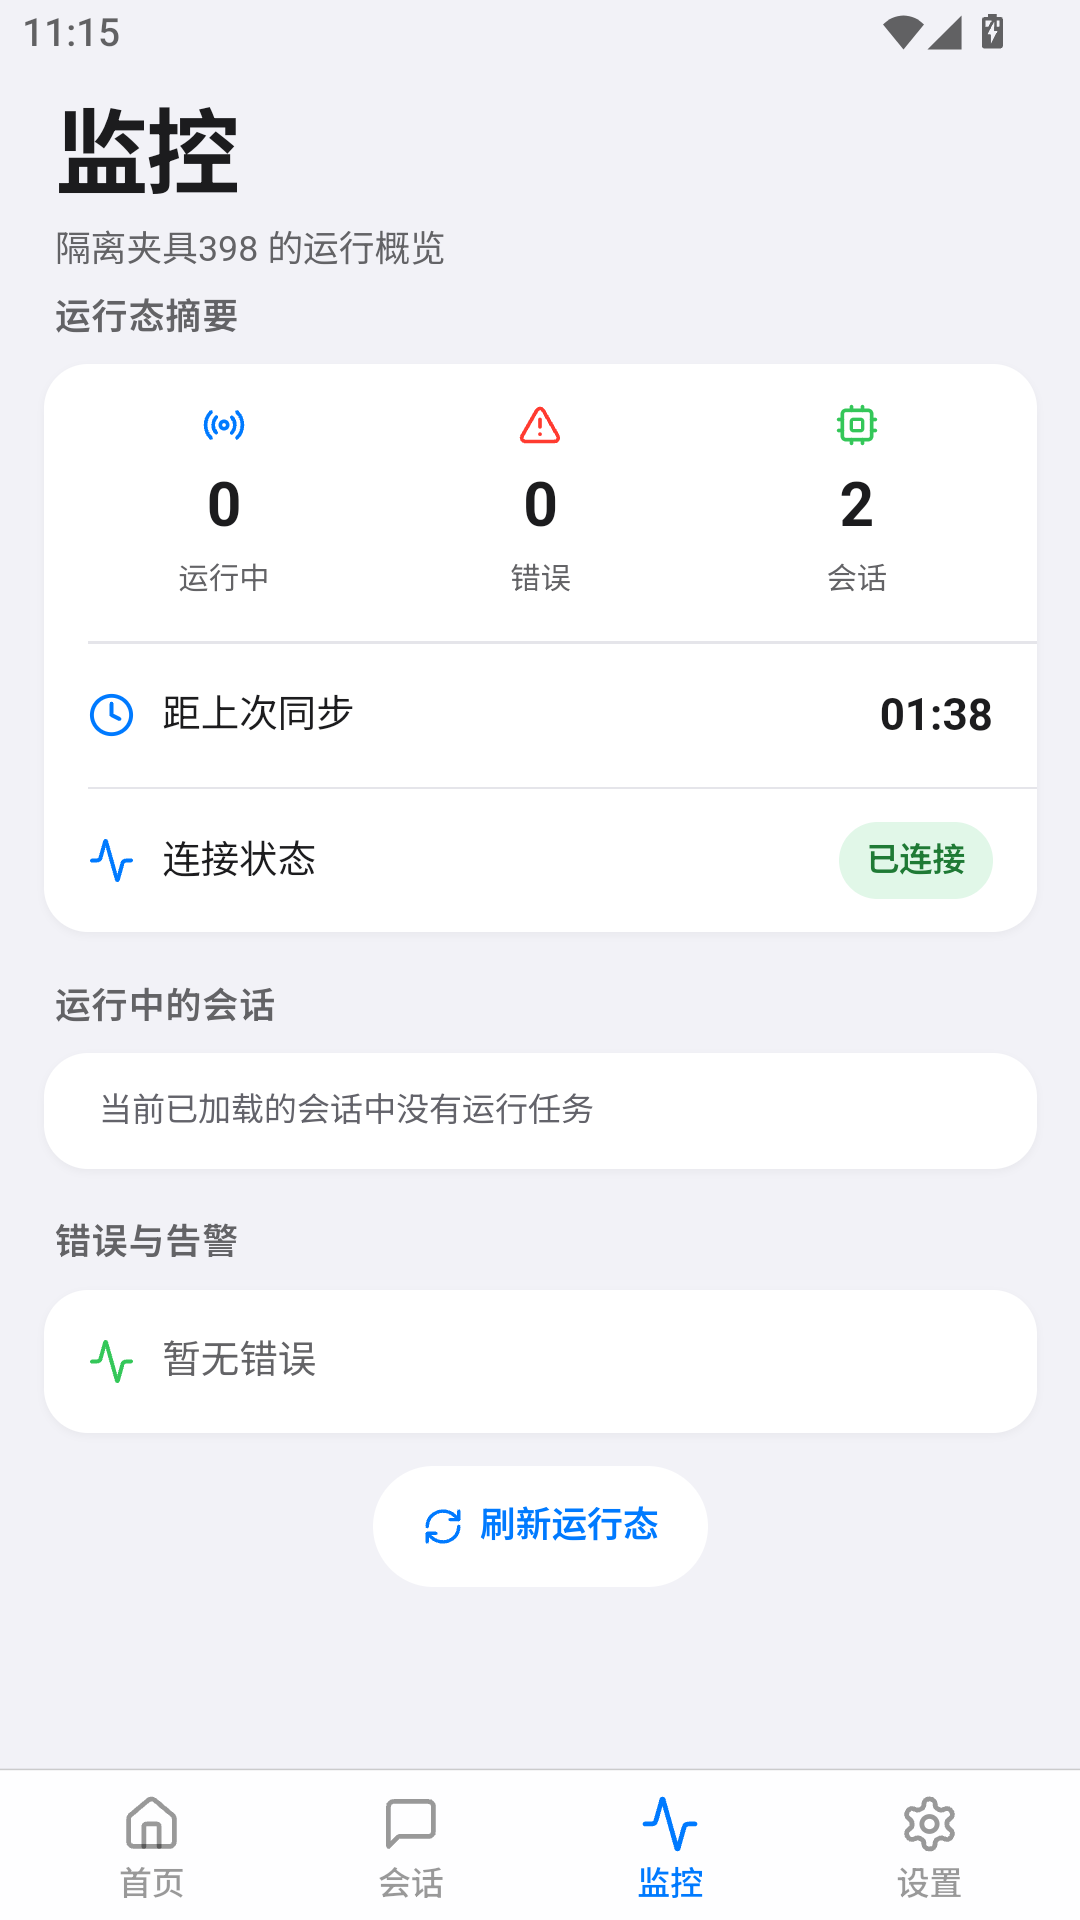 11:15
监控
隔离夹具398 的运行概览
运行态摘要
0
0
2
运行中
错误
会话
距上次同步
01:38
连接状态
已连接
运行中的会话
当前已加载的会话中没有运行任务
错误与告警
暂无错误
刷新运行态
首页
会话
监控
设置